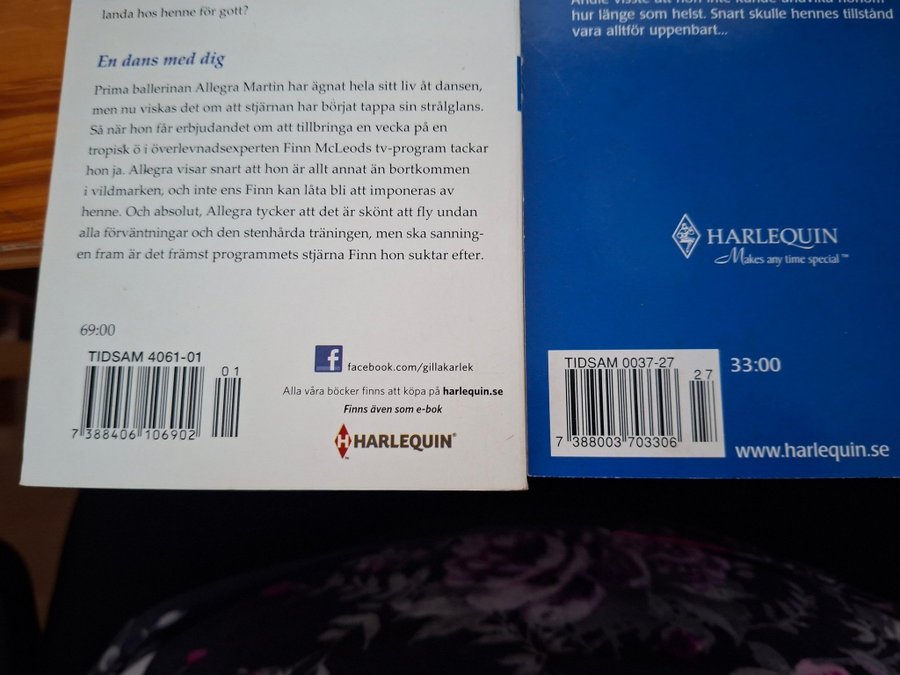 landa hos henne för gott?
En dans med dig
Prima ballerinan Allegra Martin har ägnat hela sitt liv åt dansen,
men nu viskas det om att stjärnan har börjat tappa sin strålglans.
Så när hon får erbjudandet om att tillbringa en vecka på en
tropisk ö i överlevnadsexperten Finn McLeods tv-program tackar
hon ja. Allegra visar snart att hon är allt annat än bortkommen
i vildmarken, och inte ens Finn kan låta bli att imponeras av
henne. Och absolut, Allegra tycker att det är skönt att fly undan
alla förväntningar och den stenhårda träningen, men ska sanning-
en fram är det främst programmets stjärna Finn hon suktar efter.
69:00
TIDSAM 4061-01
01
7 388406 106902
facebook.com/gillakarlek
Alla våra böcker finns att köpa på harlequin.se
Finns även som e-bok
HARLEQUIN®
™
hur länge som helst. Snart skulle hennes tillstånd
vara alltför uppenbart...
HARLEQUIN
Makes any time special™
TIDSAM 0037-27
27
7 388003 703306
33:00
www.harlequin.se